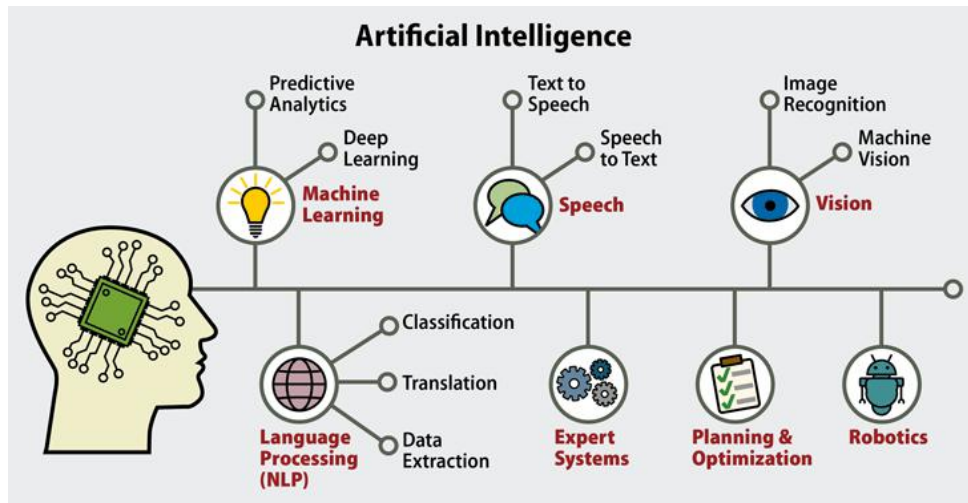 Artificial Intelligence
Predictive
Analytics
Deep
Learning
Machine
Learning
Text to
Speech
Speech
to Text
Speech
Image
Recognition
Machine
Vision
Vision
Classification
Translation
Data
Extraction
Language
Processing
(NLP)
Expert
Systems
Planning &
Optimization
Robotics